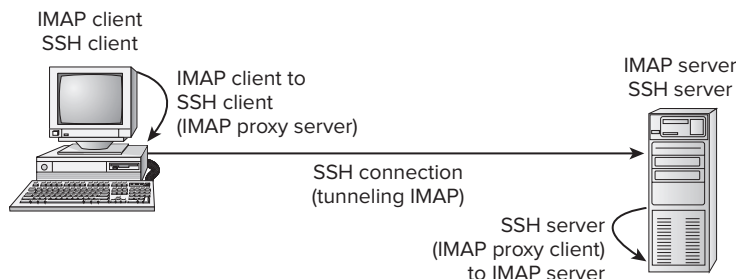 IMAP client
SSH client
IMAP client to
SSH client
(IMAP proxy server)
IMAP server
SSH server
SSH connection
(tunneling IMAP)
SSH server
(IMAP proxy client)
to IMAP server